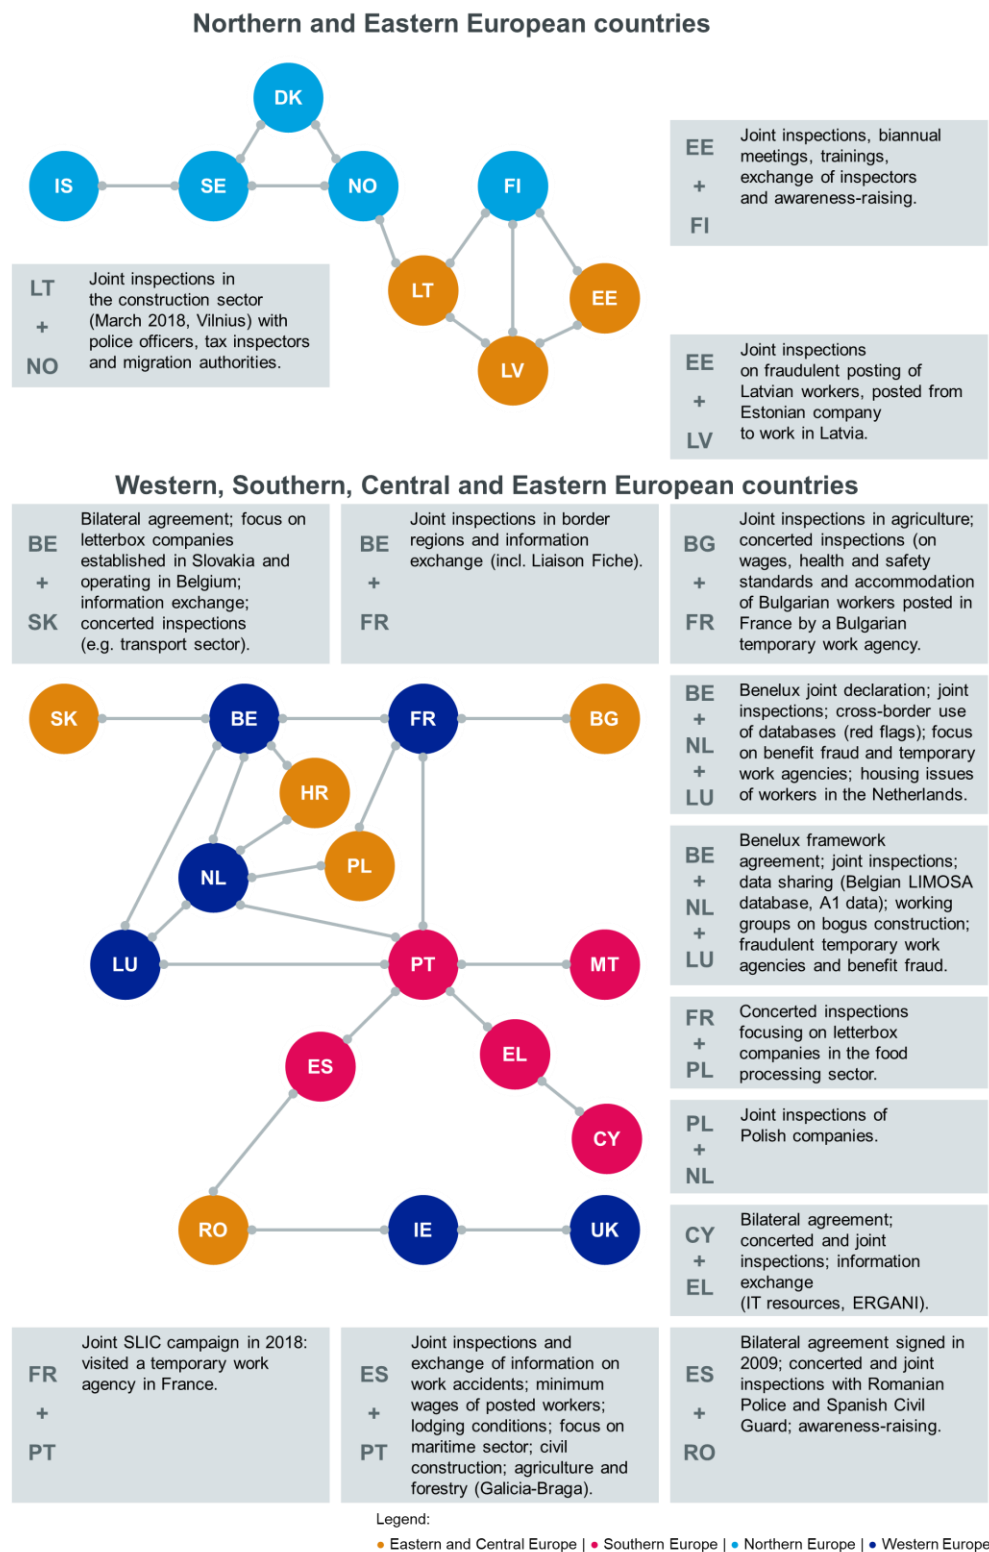 Northern and Eastern European countries
DK
IS
SE
NO
FI
LT
EE
LV
EE
+
FI
Joint inspections, biannual
meetings, trainings,
exchange of inspectors
and awareness-raising.
LT
+
NO
Joint inspections in
the construction sector
(March 2018, Vilnius) with
police officers, tax inspectors
and migration authorities.
EE
+
LV
Joint inspections
on fraudulent posting of
Latvian workers, posted from
Estonian company
to work in Latvia.
Western, Southern, Central and Eastern European countries
BE
+
SK
Bilateral agreement; focus on
letterbox companies
established in Slovakia and
operating in Belgium;
information exchange;
concerted inspections
(e.g. transport sector).
BE
+
FR
Joint inspections in border
regions and information
exchange (incl. Liaison Fiche).
BG
+
FR
Joint inspections in agriculture;
concerted inspections (on
wages, health and safety
standards and accommodation
of Bulgarian workers posted in
France by a Bulgarian
temporary work agency.
SK
BE
FR
BG
HR
PL
NL
LU
PT
MT
ES
EL
CY
RO
IE
UK
BE
+
NL
+
LU
Benelux joint declaration; joint
inspections; cross-border use
of databases (red flags); focus
on benefit fraud and temporary
work agencies; housing issues
of workers in the Netherlands.
BE
+
NL
+
LU
Benelux framework
agreement; joint inspections;
data sharing (Belgian LIMOSA
database, A1 data); working
groups on bogus construction;
fraudulent temporary work
agencies and benefit fraud.
FR
+
PL
Concerted inspections
focusing on letterbox
companies in the food
processing sector.
PL
+
NL
Joint inspections of
Polish companies.
CY
+
EL
Bilateral agreement;
concerted and joint
inspections; information
exchange
(IT resources, ERGANI).
FR
+
PT
Joint SLIC campaign in 2018:
visited a temporary work
agency in France.
ES
+
PT
Joint inspections and
exchange of information on
work accidents; minimum
wages of posted workers;
lodging conditions; focus on
maritime sector; civil
construction; agriculture and
forestry (Galicia-Braga).
ES
+
RO
Bilateral agreement signed in
2009; concerted and joint
inspections with Romanian
Police and Spanish Civil
Guard; awareness-raising.
Legend:
● Eastern and Central Europe | ● Southern Europe | ● Northern Europe | ● Western Europe